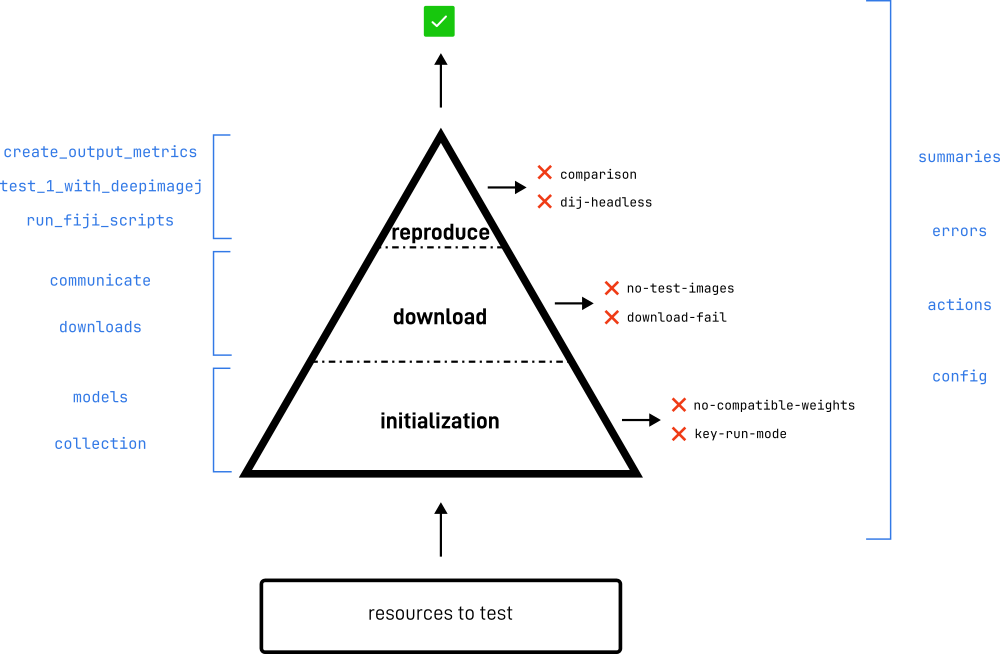 create_output_metrics
test_1_with_deepimagej
run_fiji_scripts
communicate
downloads
models
collection
reproduce
download
initialization
comparison
dij-headless
no-test-images
download-fail
no-compatible-weights
key-run-mode
summaries
errors
actions
config
resources to test